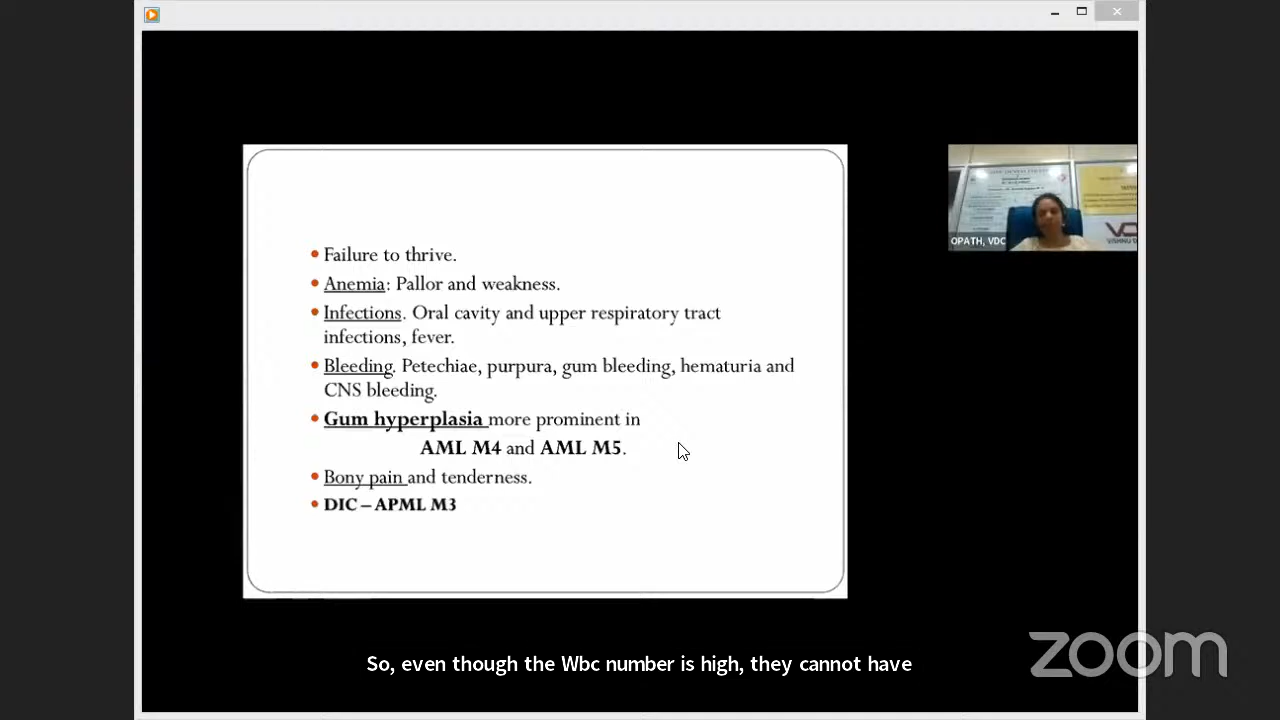 Failure to thrive.
Anemia: Pallor and weakness.
Infections. Oral cavity and upper respiratory tract
infections, fever.
Bleeding. Petechiae, purpura, gum bleeding, hematuria and
CNS bleeding.
Gum hyperplasia more prominent in
AML M4 and AML M5.
Bony pain and tenderness.
DIC – APML M3
OPATH, VDC
So, even though the Wbc number is high, they cannot have
zoom